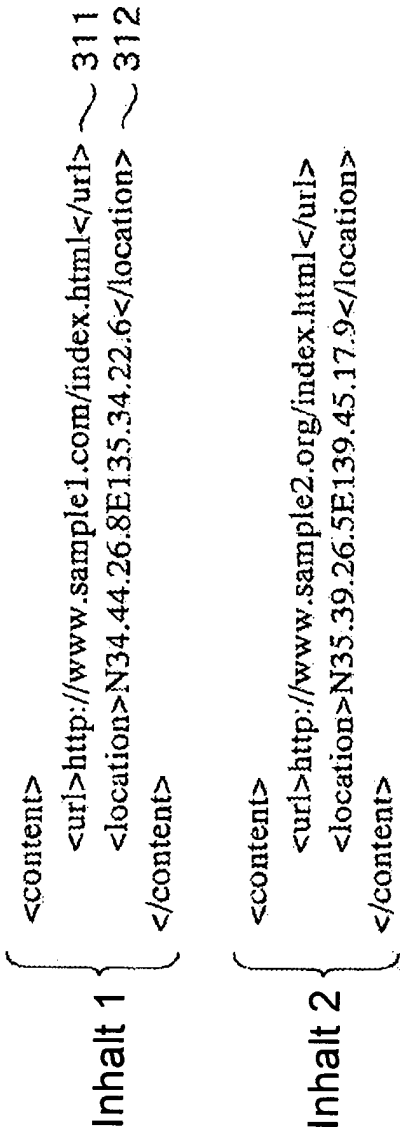 Inhalt 1
<content>
<url>http://www.sample1.com/index.html</url> 311
<location>N34.44.26.8E135.34.22.6</location> 312
</content>
Inhalt 2
<content>
<url>http://www.sample2.org/index.html</url>
<location>N35.39.26.5E139.45.17.9</location>
</content>